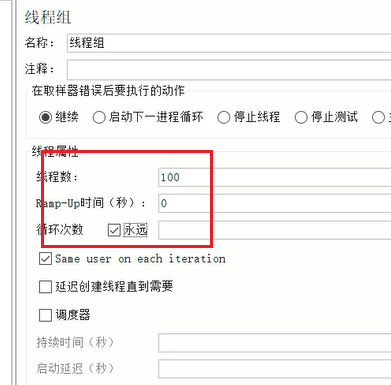 线程组
名称： 线程组
注释：
在取样器错误后要执行的动作
继续 启动下一进程循环 停止线程 停止测试
线程属性
线程数： 100
Ramp-Up时间（秒）： 0
循环次数 永远
Same user on each iteration
延迟创建线程直到需要
调度器
持续时间（秒）
启动延迟（秒）